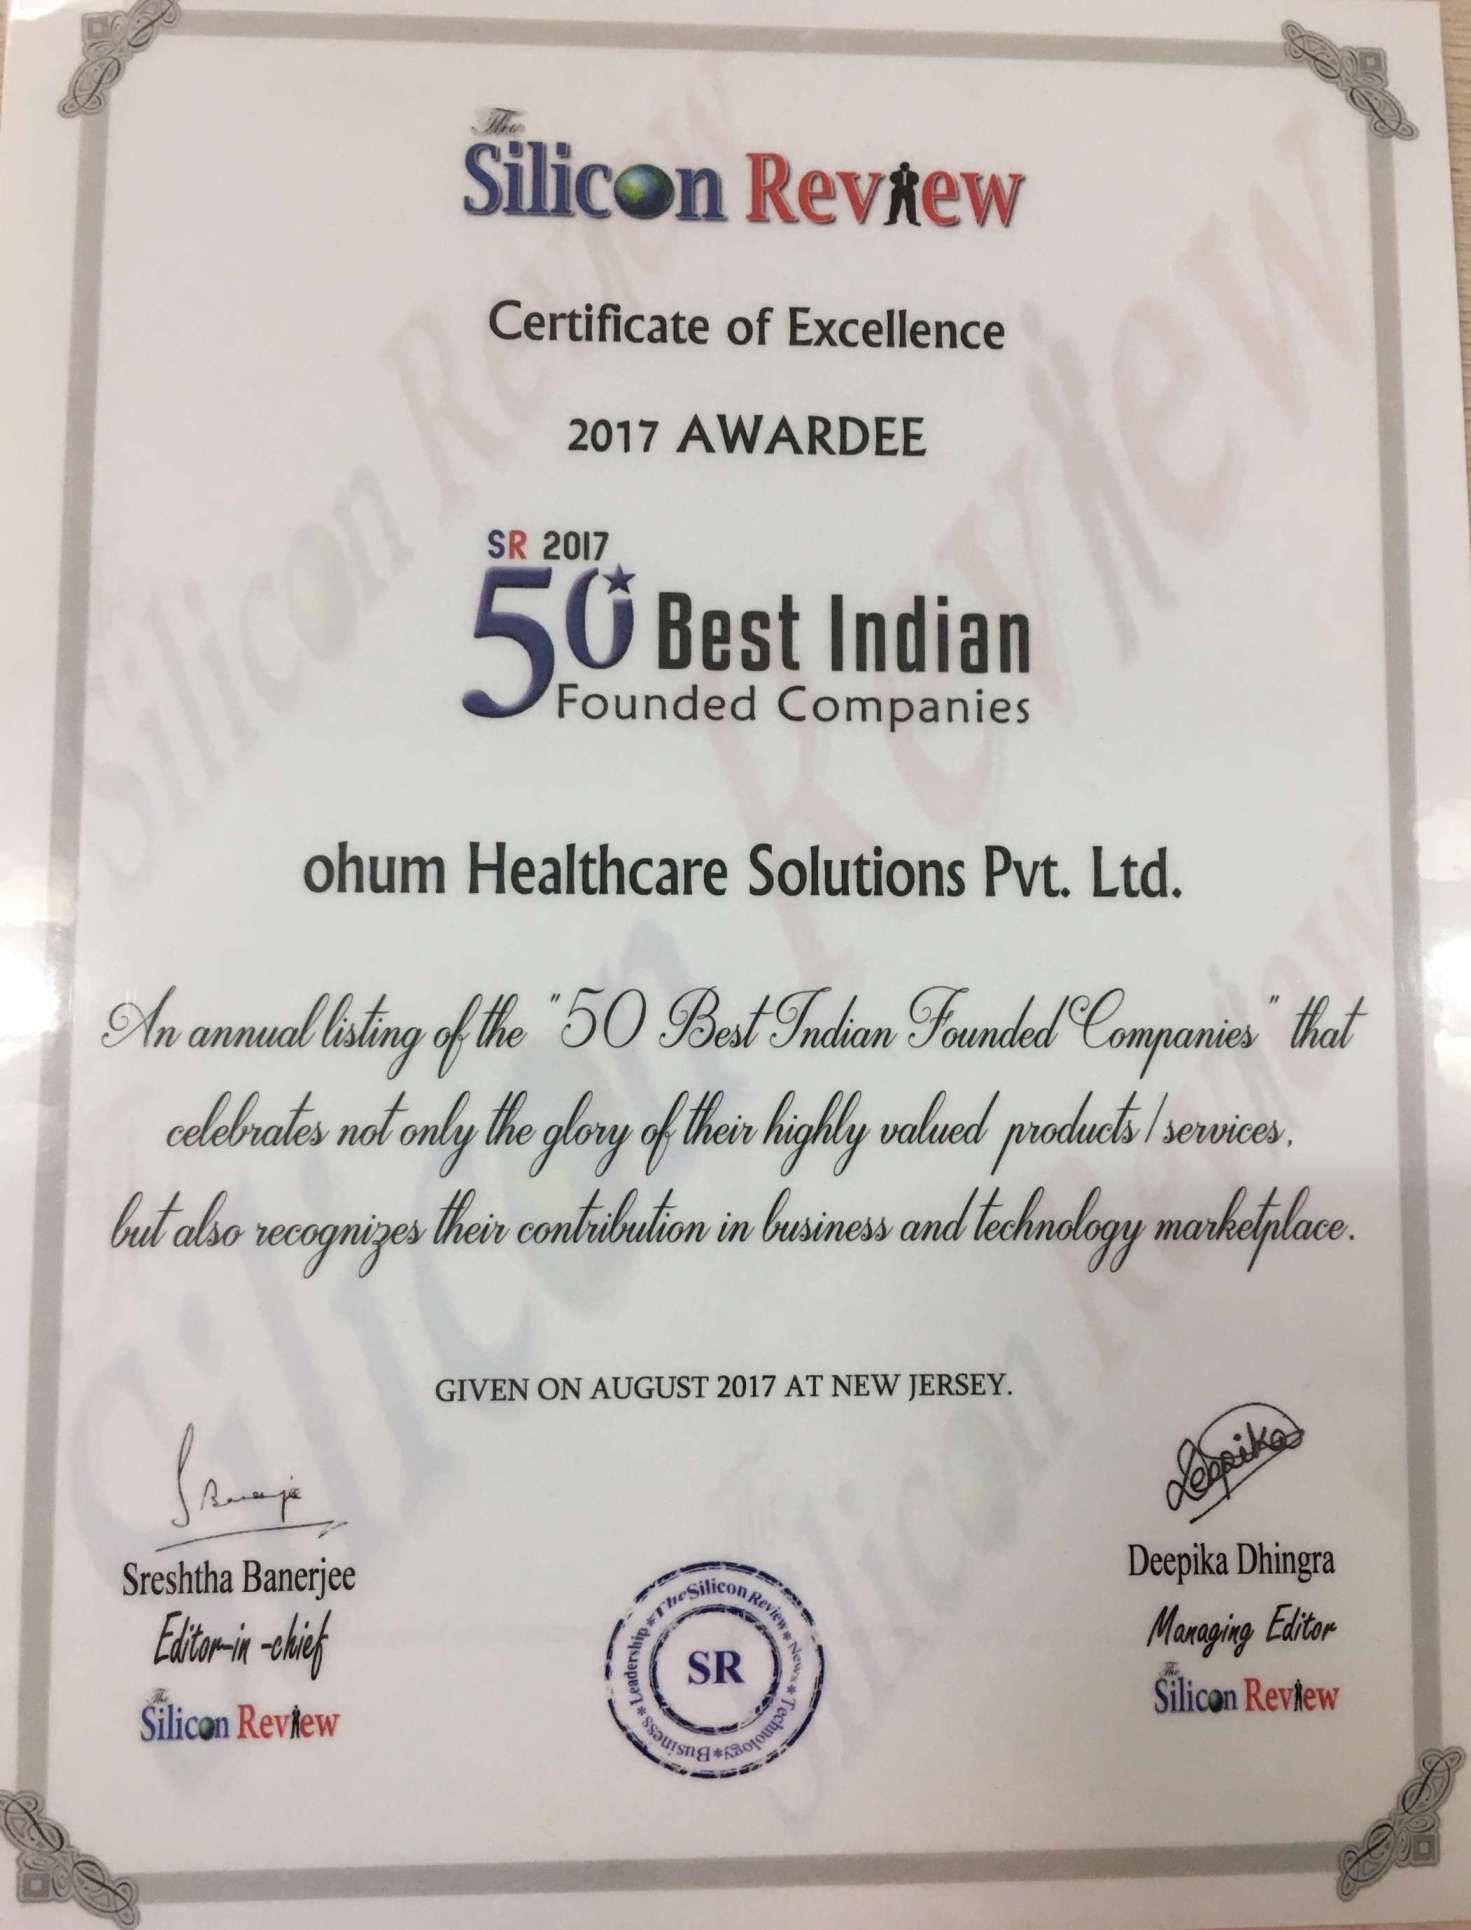 The
Silicon Review
Certificate of Excellence
2017 AWARDEE
SR 2017
50 Best Indian
Founded Companies
ohum Healthcare Solutions Pvt. Ltd.
An annual listing of the "50 Best Indian Founded Companies" that
celebrates not only the glory of their highly valued products/services,
but also recognizes their contribution in business and technology marketplace.
GIVEN ON AUGUST 2017 AT NEW JERSEY.
S Banerjee
Sreshtha Banerjee
Editor-in -chief
The
Silicon Review
TheSilicon Review*News*Technology*Business*Leadership*
SR
Deepika
Deepika Dhingra
Managing Editor
The
Silicon Review